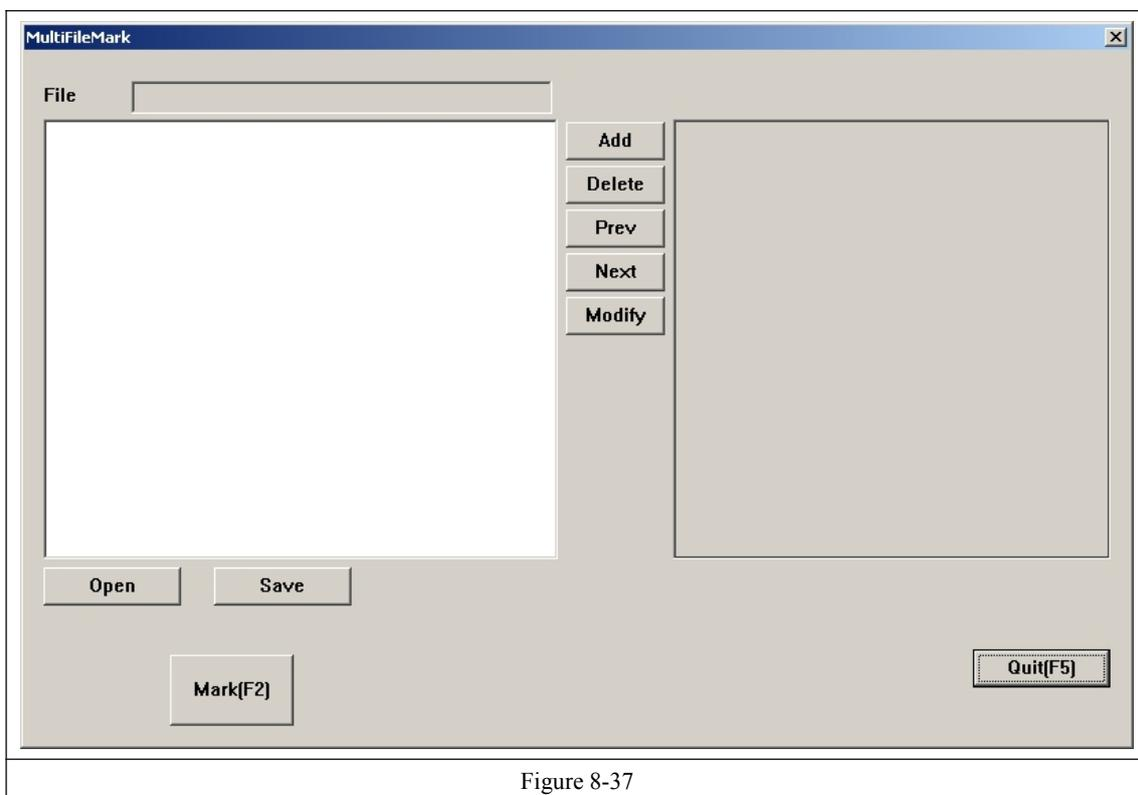 MultiFileMark
File
Add
Delete
Prev
Next
Modify
Open Save
Quit(F5)
Mark(F2)
Figure 8-37